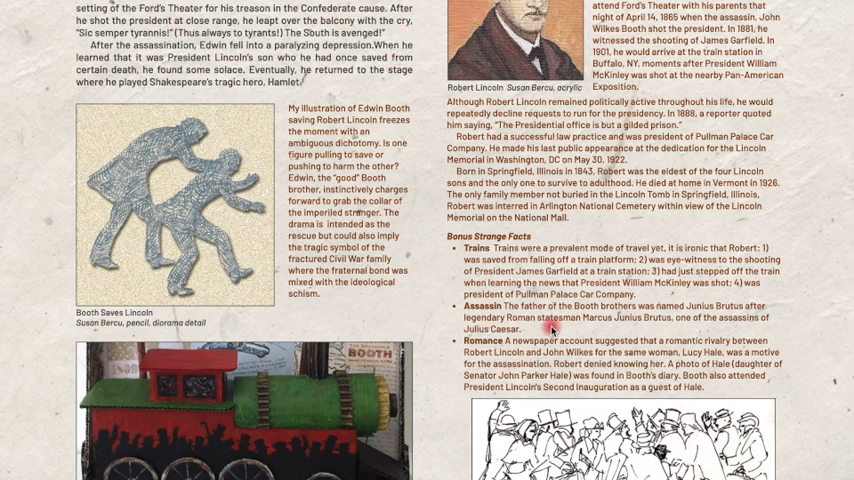 setting of the Ford's Theater for his treason in the Confederate cause. After
he shot the president at close range, he leapt over the balcony with the cry,
"Sic semper tyrannis!" (Thus always to tyrants!) The South is avenged!"
After the assassination, Edwin fell into a paralyzing depression.When he
learned that it was President Lincoln's son who he had once saved from
certain death, he found some solace. Eventually, he returned to the stage
where he played Shakespeare's tragic hero, Hamlet.
My illustration of Edwin Booth
saving Robert Lincoln freezes
the moment with an
ambiguous dichotomy. Is one
figure pulling to save or
pushing to harm the other?
Edwin, the "good" Booth
brother, instinctively charges
forward to grab the collar of
the imperiled stranger. The
drama is intended as the
rescue but could also imply
the tragic symbol of the
fractured Civil War family
where the fraternal bond was
mixed with the ideological
schism.
Booth Saves Lincoln
Susan Bercu, pencil, diorama detail
BOOTH
attend Ford's Theater with his parents that
night of April 14, 1865 when the assassin, John
Wilkes Booth shot the president. In 1881, he
witnessed the shooting of James Garfield. In
1901, he would arrive at the train station in
Buffalo, NY, moments after President William
McKinley was shot at the nearby Pan-American
Exposition.
Robert Lincoln Susan Bercu, acrylic
Although Robert Lincoln remained politically active throughout his life, he would
repeatedly decline requests to run for the presidency. In 1888, a reporter quoted
him saying, "The Presidential office is but a gilded prison."
Robert had a successful law practice and was president of Pullman Palace Car
Company. He made his last public appearance at the dedication for the Lincoln
Memorial in Washington, DC on May 30, 1922.
Born in Springfield, Illinois in 1843, Robert was the eldest of the four Lincoln
sons and the only one to survive to adulthood. He died at home in Vermont in 1926.
The only family member not buried in the Lincoln Tomb in Springfield, Illinois,
Robert was interred in Arlington National Cemetery within view of the Lincoln
Memorial on the National Mall.
Bonus Strange Facts
• Trains Trains were a prevalent mode of travel yet, it is ironic that Robert: 1)
was saved from falling off a train platform; 2) was eye-witness to the shooting
of President James Garfield at a train station; 3) had just stepped off the train
when learning the news that President William McKinley was shot; 4) was
president of Pullman Palace Car Company.
• Assassin The father of the Booth brothers was named Junius Brutus after
legendary Roman statesman Marcus Junius Brutus, one of the assassins of
Julius Caesar.
• Romance A newspaper account suggested that a romantic rivalry between
Robert Lincoln and John Wilkes for the same woman, Lucy Hale, was a motive
for the assassination. Robert denied knowing her. A photo of Hale (daughter of
Senator John Parker Hale) was found in Booth's diary. Booth also attended
President Lincoln's Second Inauguration as a guest of Hale.